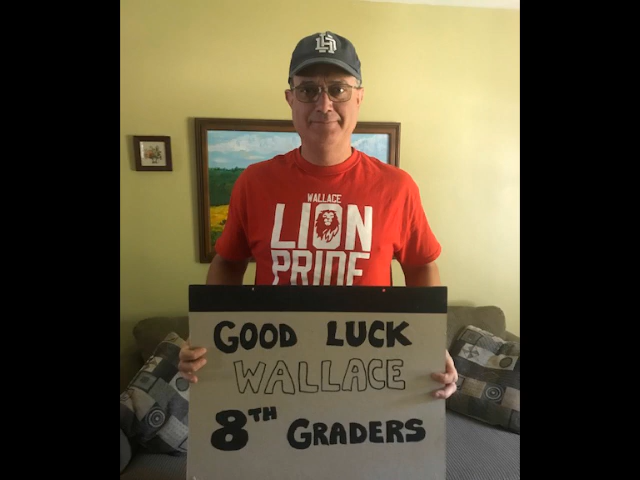 WALLACE
LION
PRIDE
GOOD LUCK
WALLACE
8TH GRADERS